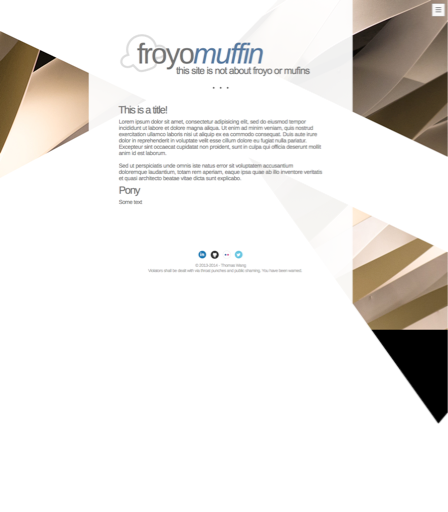 froyomuffin
this site is not about froyo or mufins
This is a title!
Lorem ipsum dolor sit amet, consectetur adipisicing elit, sed do eiusmod tempor
incididunt ut labore et dolore magna aliqua. Ut enim ad minim veniam, quis nostrud
exercitation ullamco laboris nisi ut aliquip ex ea commodo consequat. Duis aute irure
dolor in reprehenderit in voluptate velit esse cillum dolore eu fugiat nulla pariatur.
Excepteur sint occaecat cupidatat non proident, sunt in culpa qui officia deserunt mollit
anim id est laborum.
Sed ut perspiciatis unde omnis iste natus error sit voluptatem accusantium
doloremque laudantium, totam rem aperiam, eaque ipsa quae ab illo inventore veritatis
et quasi architecto beatae vitae dicta sunt explicabo.
Pony
Some text
© 2013-2014 - Thomas Wang
Violators shall be dealt with via throat punches and public shaming. You have been warned.